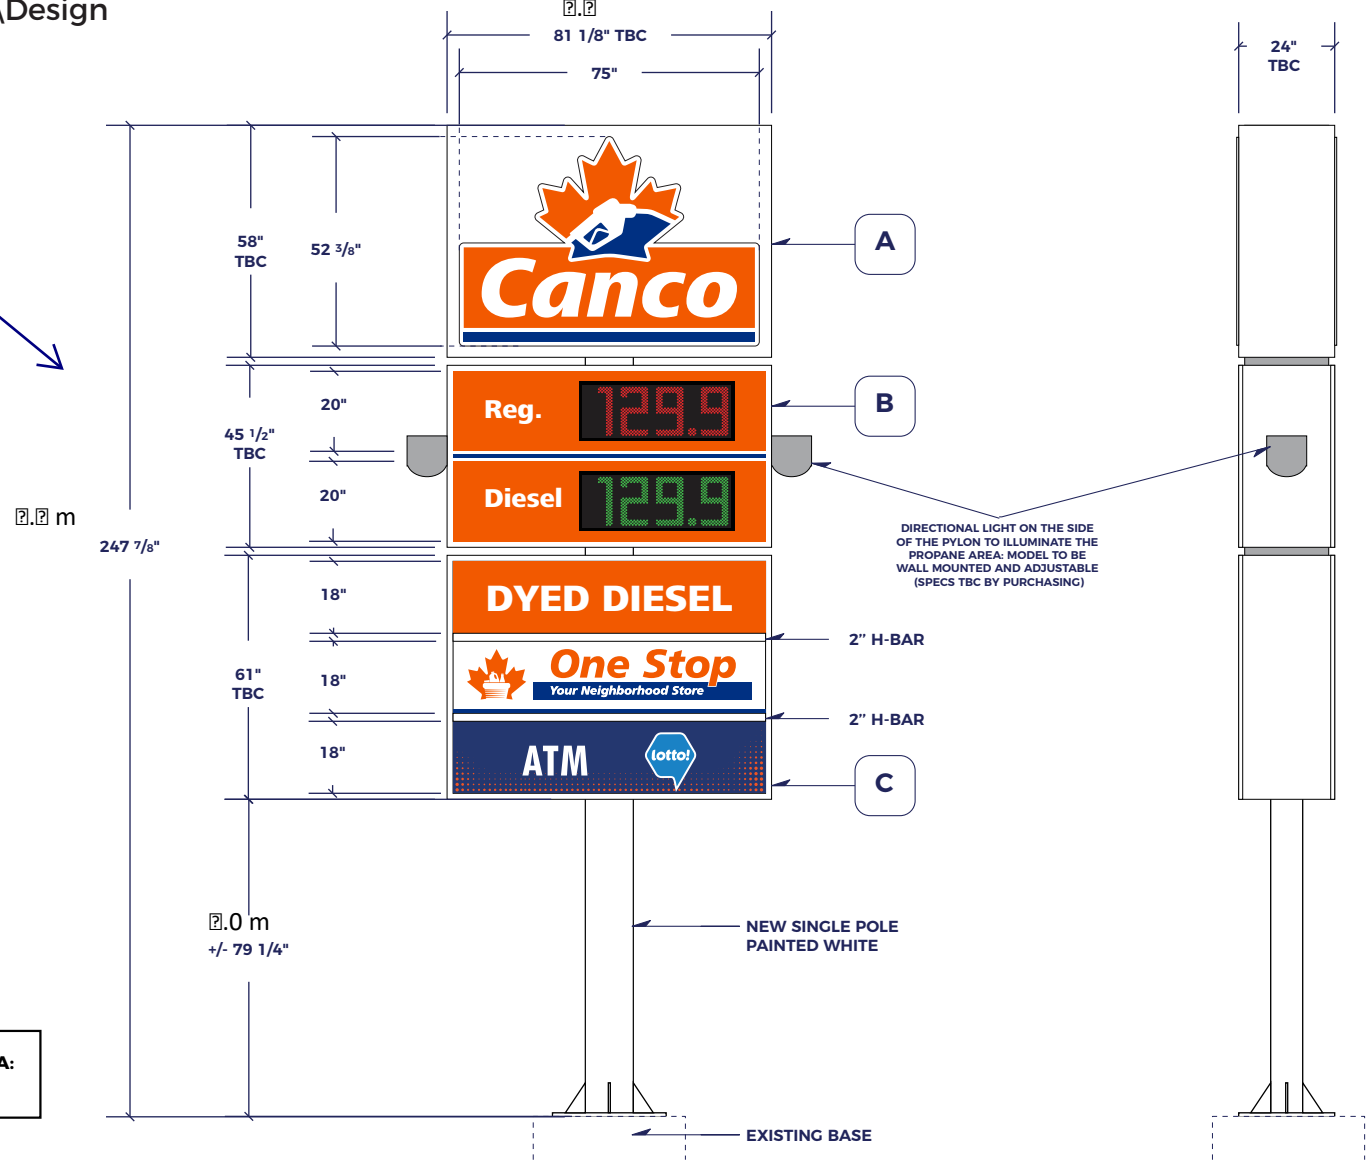 \Design
81 1/8" TBC
75"
24"
TBC
58"
TBC
52 3/8"
A
Canco
20"
Reg.
129.9
B
45 1/2"
TBC
20"
Diesel
129.9
m
247 7/8"
DIRECTIONAL LIGHT ON THE SIDE
OF THE PYLON TO ILLUMINATE THE
PROPANE AREA: MODEL TO BE
WALL MOUNTED AND ADJUSTABLE
(SPECS TBC BY PURCHASING)
18"
DYED DIESEL
2" H-BAR
61"
TBC
18"
One Stop
Your Neighborhood Store
2" H-BAR
18"
ATM
lotto!
C
.0 m
+/- 79 1/4"
NEW SINGLE POLE
PAINTED WHITE
A:
EXISTING BASE